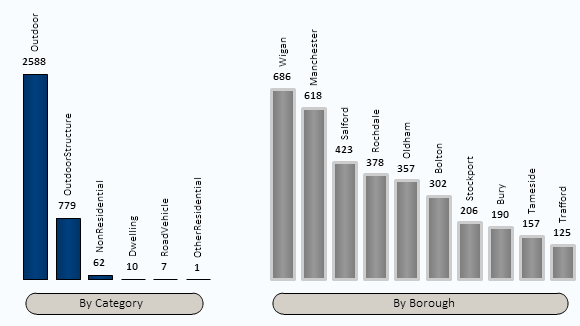 Outdoor
2588
OutdoorStructure
779
NonResidential
62
Dwelling
10
RoadVehicle
7
OtherResidential
1
By Category
Wigan
686
Manchester
618
Salford
423
Rochdale
378
Oldham
357
Bolton
302
Stockport
206
Bury
190
Tameside
157
Trafford
125
By Borough